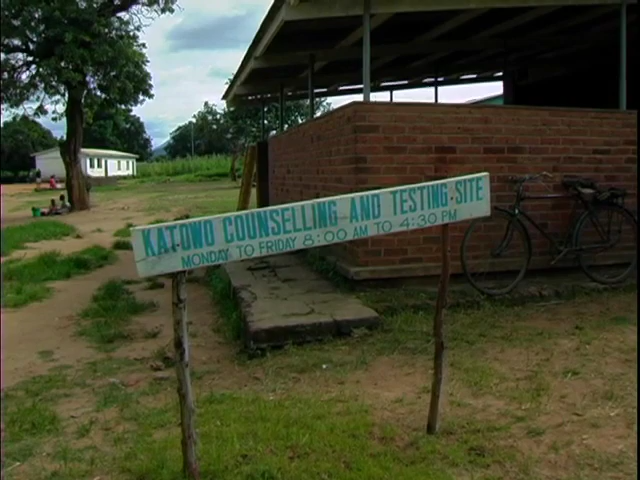 KATOWO COUNSELLING AND TESTING SITE
MONDAY TO FRIDAY 8:00 AM TO 4:30 PM